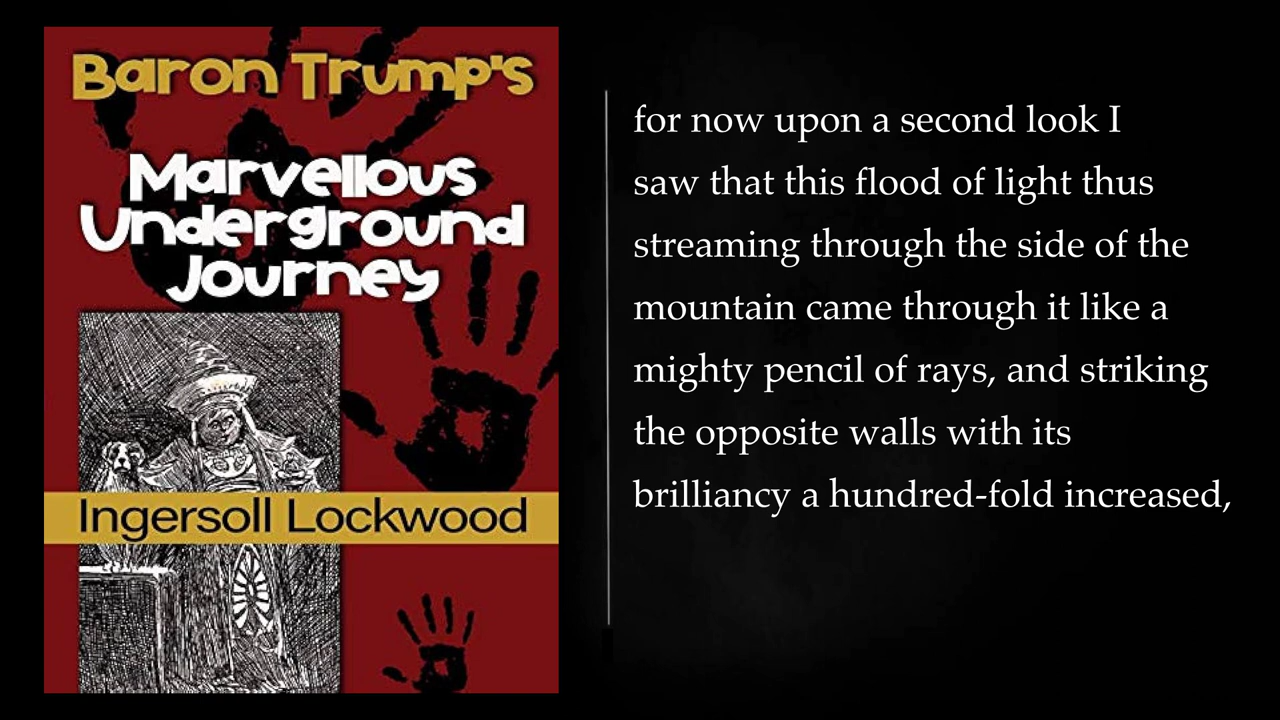 Baron Trump's
Marvellous
Underground
Journey
Ingersoll Lockwood
for now upon a second look I
saw that this flood of light thus
streaming through the side of the
mountain came through it like a
mighty pencil of rays, and striking
the opposite walls with its
brilliancy a hundred-fold increased,